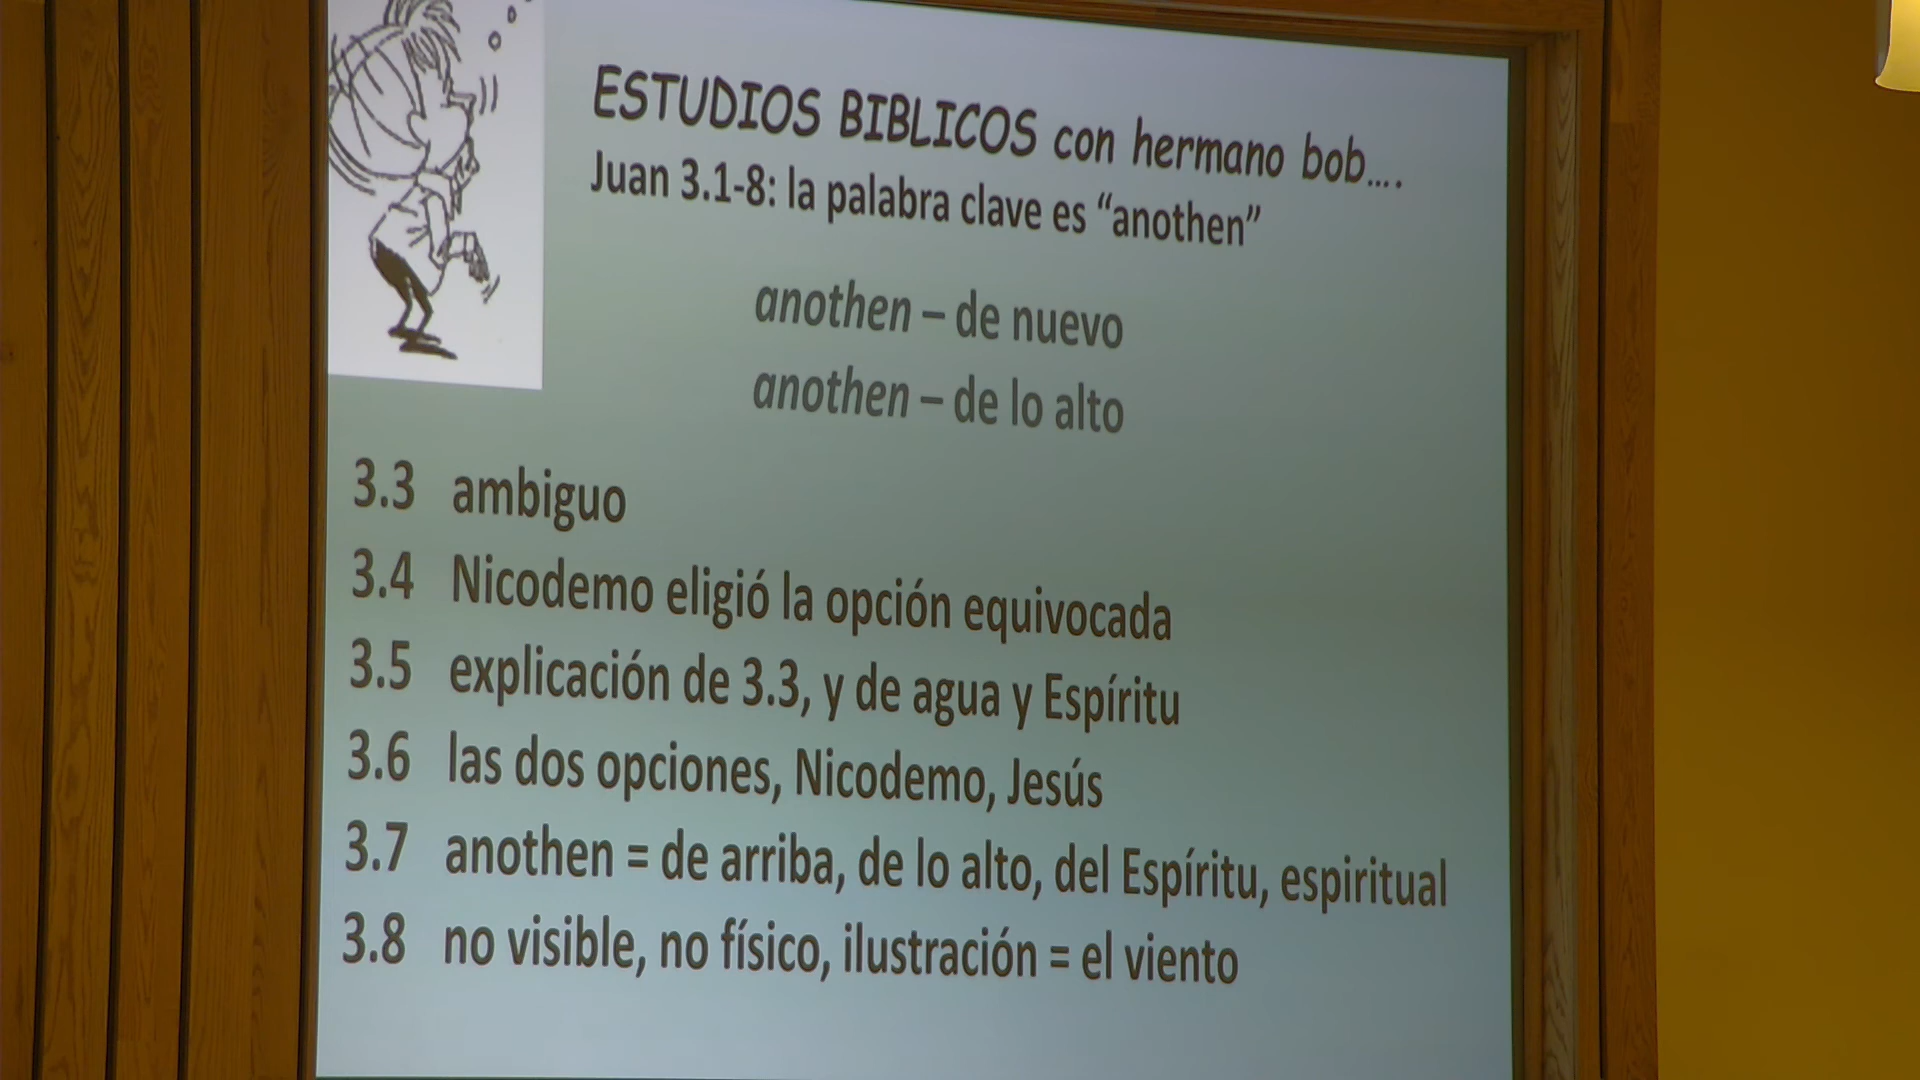 ESTUDIOS BIBLICOS con hermano bob....
Juan 3.1-8: la palabra clave es “anothen”
anothen – de nuevo
anothen – de lo alto
3.3 ambiguo
3.4 Nicodemo eligió la opción equivocada
3.5 explicación de 3.3, y de agua y Espíritu
3.6 las dos opciones, Nicodemo, Jesús
3.7 anothen = de arriba, de lo alto, del Espíritu, espiritual
3.8 no visible, no físico, ilustración = el viento